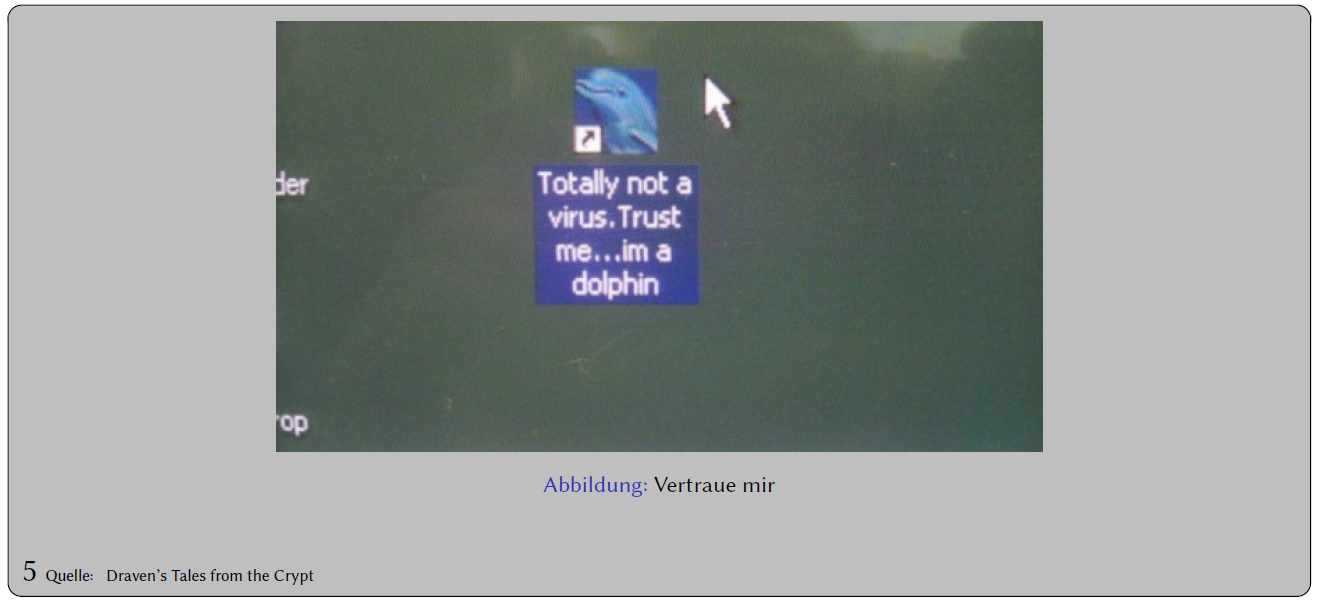 der
Totally not a
virus.Trust
me...im a
dolphin
rop
Abbildung: Vertraue mir
5 Quelle: Draven's Tales from the Crypt